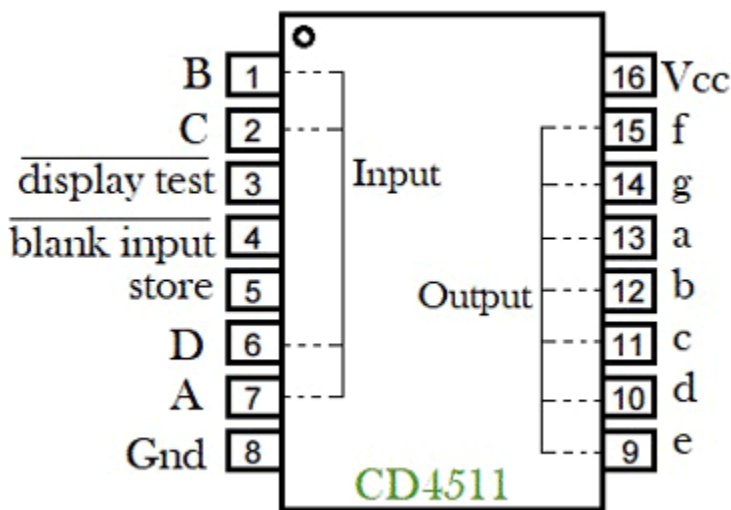 B 1
C 2
display test 3
blank input 4
store 5
D 6
A 7
Gnd 8
Input
Output
16 Vcc
15 f
14 g
13 a
12 b
11 c
10 d
9 e
CD4511